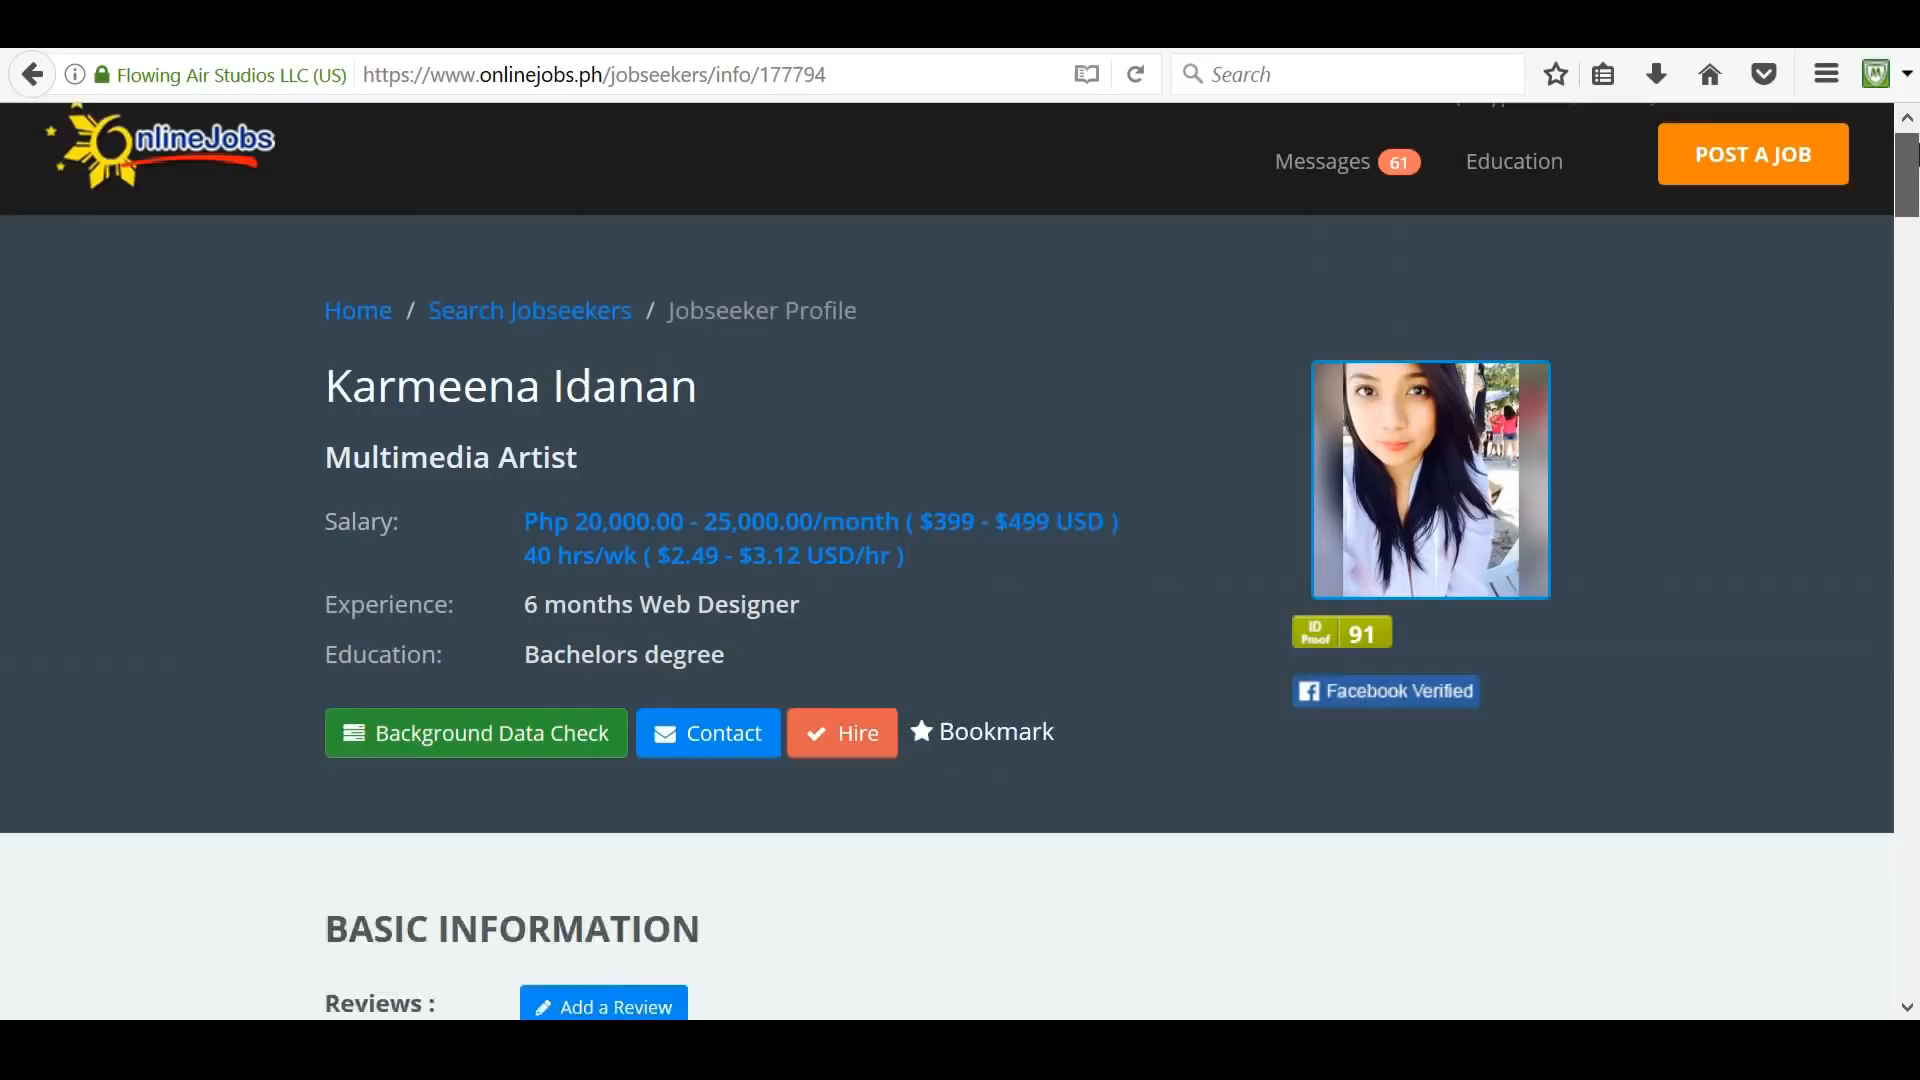 Flowing Air Studios LLC (US) https://www.onlinejobs.ph/jobseekers/info/177794 Search
nlineJobs
Messages 61 Education POST A JOB
Home / Search Jobseekers / Jobseeker Profile
Karmeena Idanan
Multimedia Artist
Salary: Php 20,000.00 - 25,000.00/month ( $399 - $499 USD )
40 hrs/wk ( $2.49 - $3.12 USD/hr )
Experience: 6 months Web Designer
Education: Bachelors degree
ID Proof 91
Facebook Verified
Background Data Check Contact Hire Bookmark
BASIC INFORMATION
Reviews : Add a Review